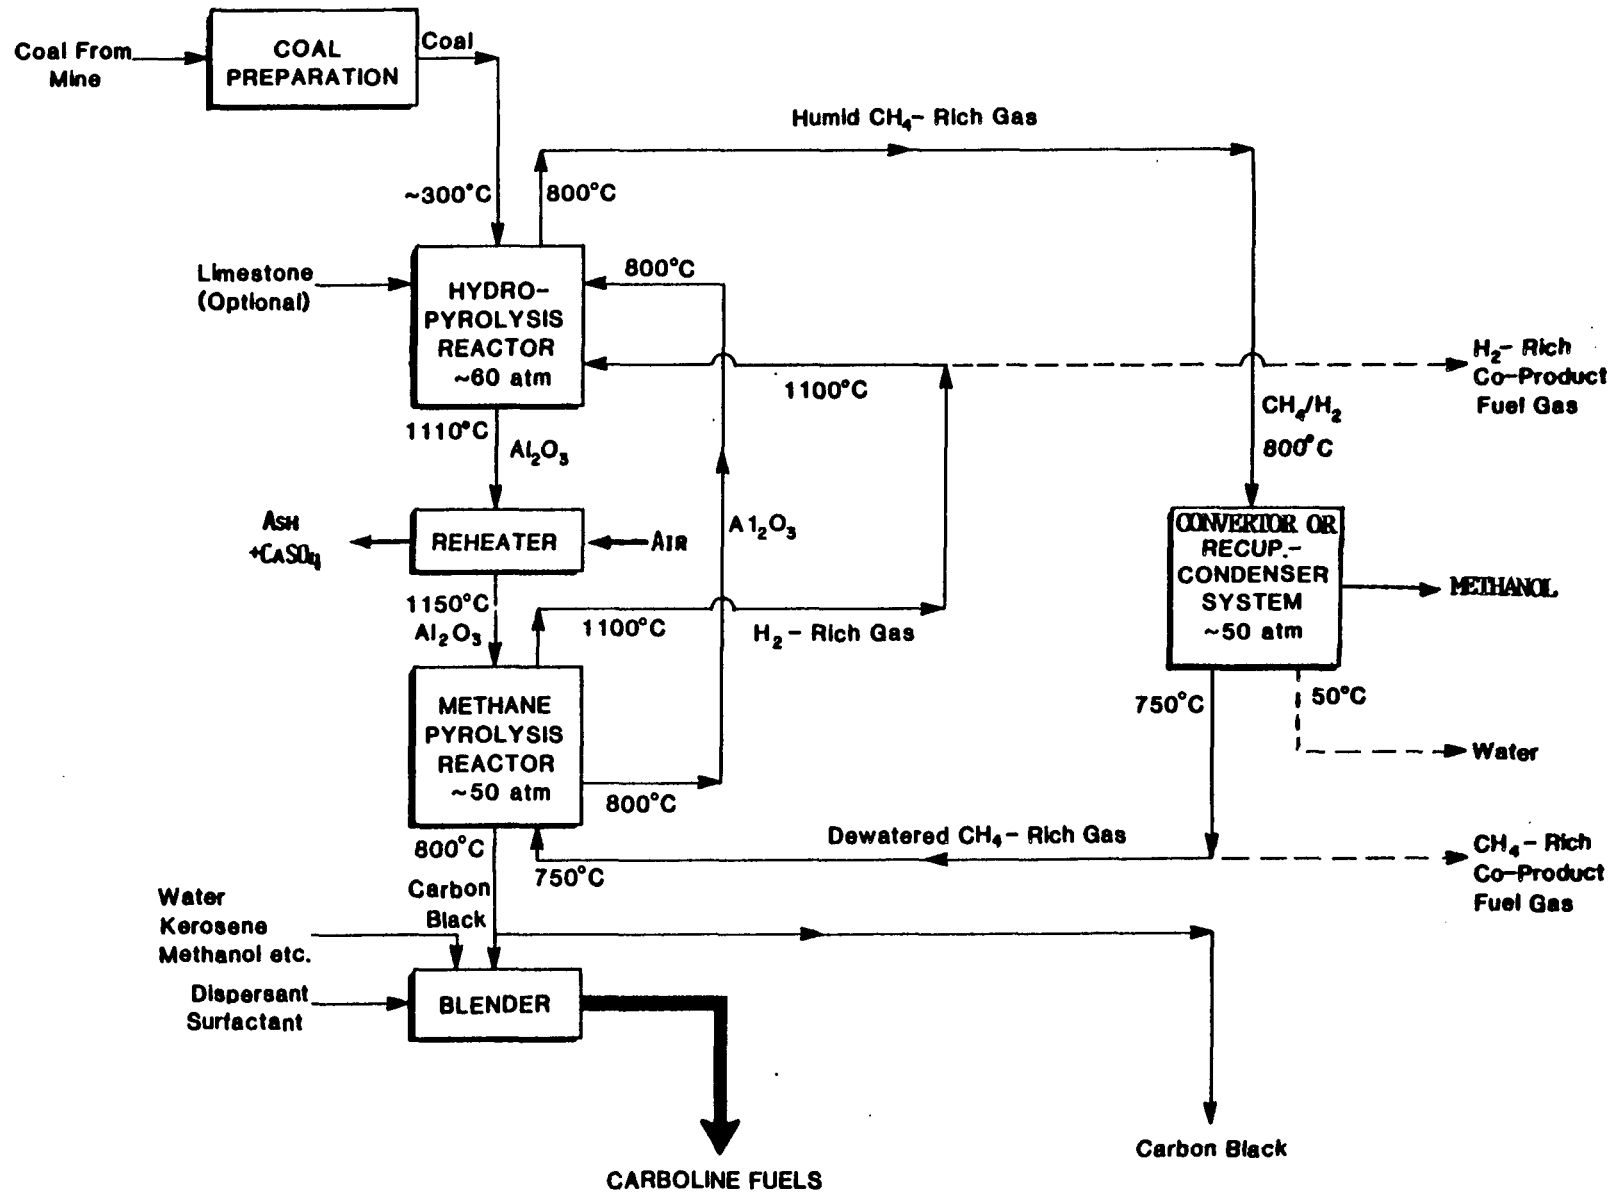 Coal From
Mine
COAL
PREPARATION
Coal
Humid CH₄- Rich Gas
~300°C
800°C
Limestone
(Optional)
HYDRO-
PYROLYSIS
REACTOR
~60 atm
800°C
1100°C
H₂- Rich
Co-Product
Fuel Gas
CH₄/H₂
800°C
1110°C
Al₂O₃
ASH
+CASO₄
REHEATER
AIR
A1₂O₃
CONVERTOR OR
RECUP.-
CONDENSER
SYSTEM
~50 atm
METHANOL
1150°C
Al₂O₃
1100°C
H₂- Rich Gas
METHANE
PYROLYSIS
REACTOR
~50 atm
800°C
750°C
50°C
Water
800°C
750°C
Dewatered CH₄- Rich Gas
CH₄- Rich
Co-Product
Fuel Gas
Carbon
Black
Water
Kerosene
Methanol etc.
Dispersant
Surfactant
BLENDER
CARBOLINE FUELS
Carbon Black